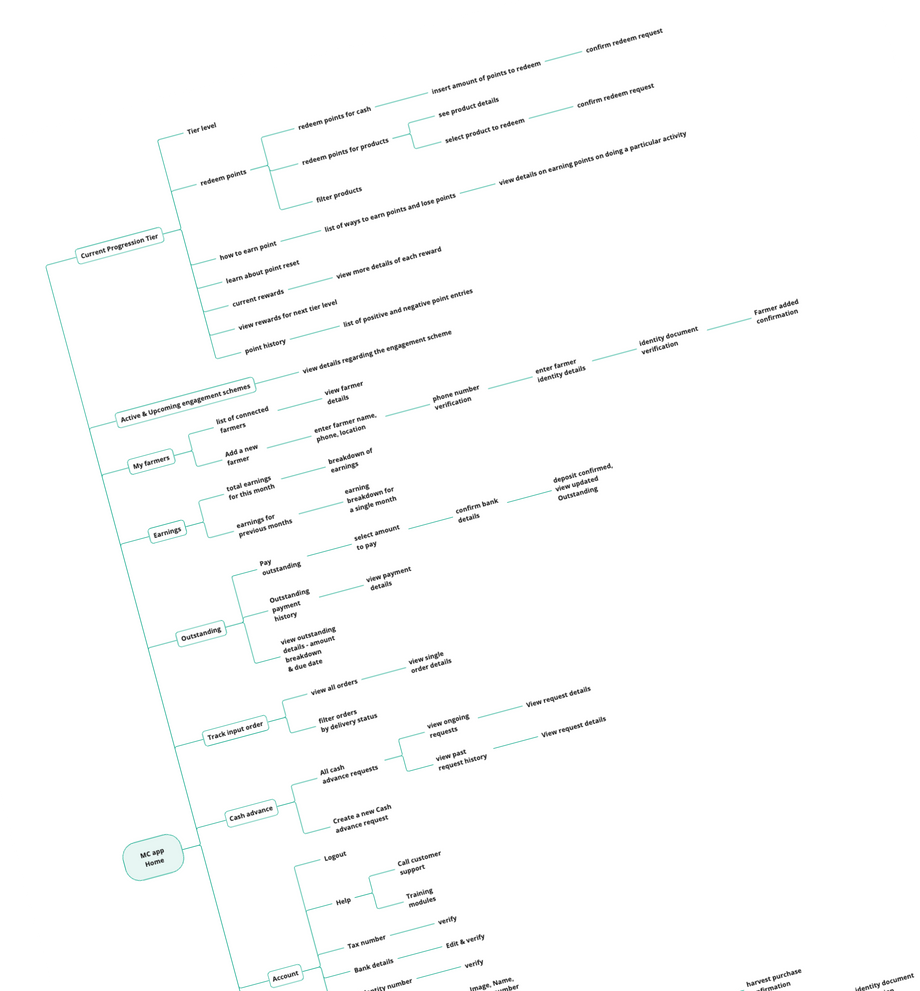 confirm redeem request
insert amount of points to redeem
redeem points for cash
Tier level
see product details
confirm redeem request
select product to redeem
redeem points for products
redeem points
filter products
view details on earning points on doing a particular activity
list of ways to earn points and lose points
how to earn point
Current Progression Tier
learn about point reset
view more details of each reward
current rewards
view rewards for next tier level
list of positive and negative point entries
point history
view details regarding the engagement scheme
Active & Upcoming engagement schemes
Farmer added
confirmation
identity document
verification
enter farmer
identity details
phone number
verification
enter farmer name,
phone, location
Add a new
farmer
view farmer
details
list of connected
farmers
My farmers
breakdown of
earnings
total earnings
for this month
earning
breakdown for
a single month
earnings for
previous months
Earnings
deposit confirmed,
view updated
Outstanding
confirm bank
details
select amount
to pay
Pay
outstanding
view payment
details
Outstanding
payment
history
Outstanding
view outstanding
details - amount
breakdown
& due date
view single
order details
view all orders
filter orders
by delivery status
Track input order
View request details
view ongoing
requests
View request details
view past
request history
All cash
advance requests
Cash advance
Create a new Cash
advance request
MC app
Home
Logout
Call customer
support
Help
Training
modules
verify
Tax number
Edit & verify
Bank details
Account
verify
number
Image, Name,
harvest purchase
identity document